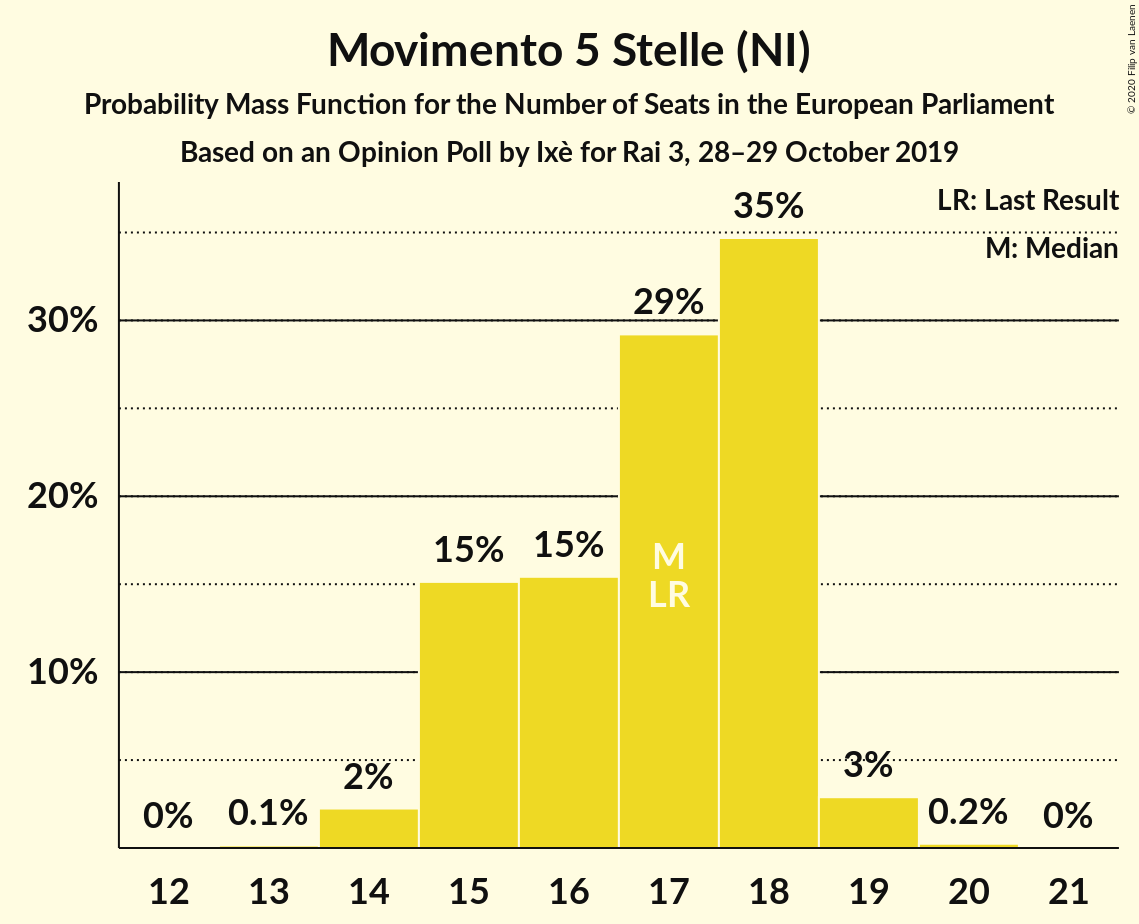 Movimento 5 Stelle (NI)
Probability Mass Function for the Number of Seats in the European Parliament
Based on an Opinion Poll by Ixè for Rai 3, 28–29 October 2019
© 2020 Filip van Laenen
LR: Last Result
M: Median
35%
29%
15%
15%
2%
3%
0%
0.1%
0.2%
0%
M
LR
30%
20%
10%
12 13 14 15 16 17 18 19 20 21